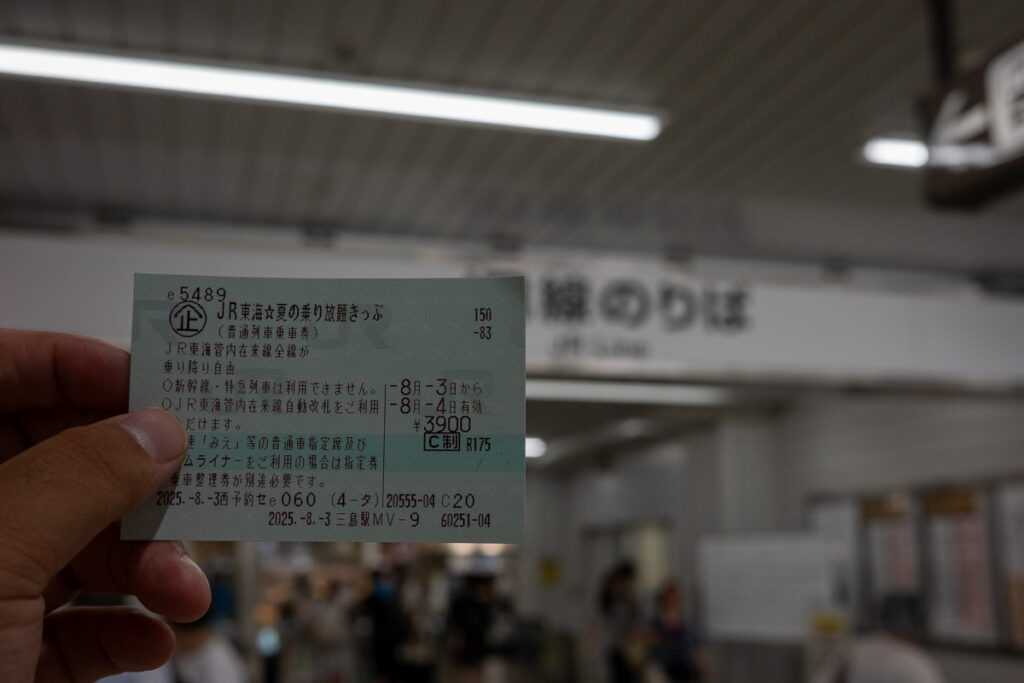 e5489
企 JR東海☆夏の乗り放題きっぷ 150
(普通列車乗車券) -83
JR東海管内在来線全線が
乗り降り自由
○新幹線・特急列車は利用できません。
-8月-3日から
○JR東海管内在来線自動改札をご利用
-8月-4日有効
ただけます。
¥3900
車「みえ」等の普通車指定席及び
C制 R175
ムライナーをご利用の場合は指定券
乗車整理券が別途必要です。
2025.-8.-3西予約セe060 (4-タ) 20555-04 C20
2025.-8.-3 三島駅MV-9 60251-04
線のりば
JR Line